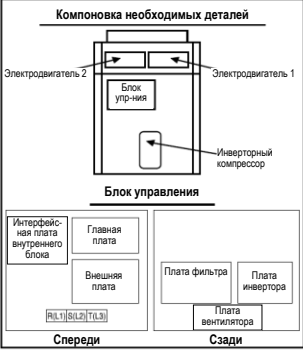 Компоновка необходимых деталей
Электродвигатель 2
Электродвигатель 1
Блок
упр-ния
Инверторный
компрессор
Блок управления
Интерфейс-
ная плата
внутреннего
блока
Главная
плата
Внешняя
плата
R(L1) S(L2) T(L3)
Плата фильтра
Плата
инвертора
Плата
вентилятора
Спереди
Сзади